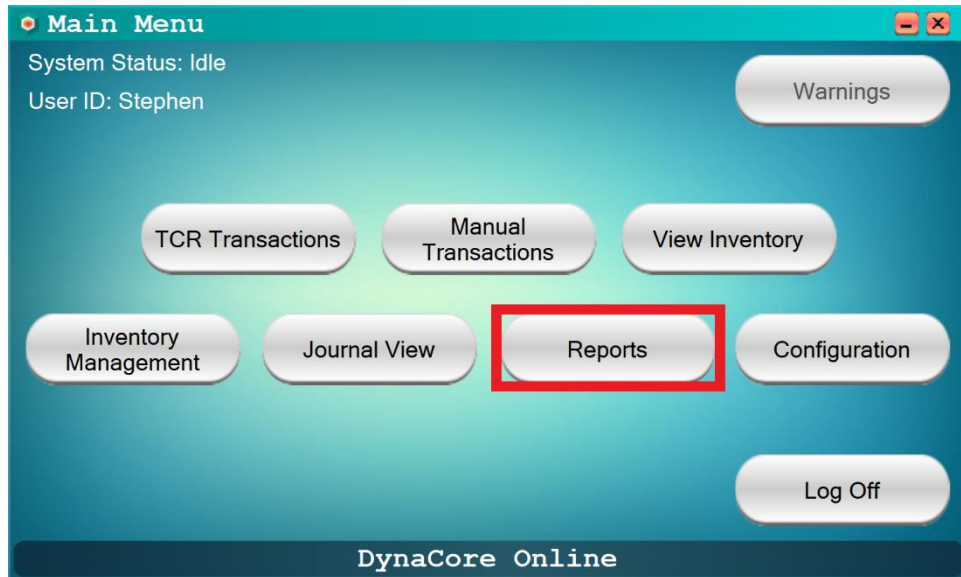 Main Menu
System Status: Idle
User ID: Stephen
Warnings
TCR Transactions
Manual
Transactions
View Inventory
Inventory
Management
Journal View
Reports
Configuration
Log Off
DynaCore Online